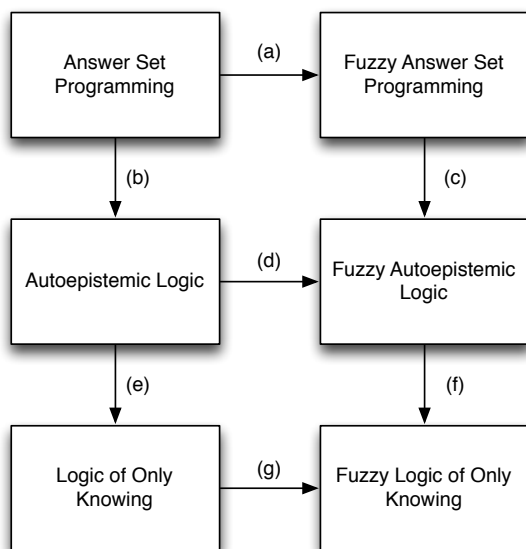 Answer Set
Programming
(a)
Fuzzy Answer Set
Programming
(b)
(c)
Autoepistemic Logic
(d)
Fuzzy Autoepistemic
Logic
(e)
(f)
Logic of Only
Knowing
(g)
Fuzzy Logic of Only
Knowing